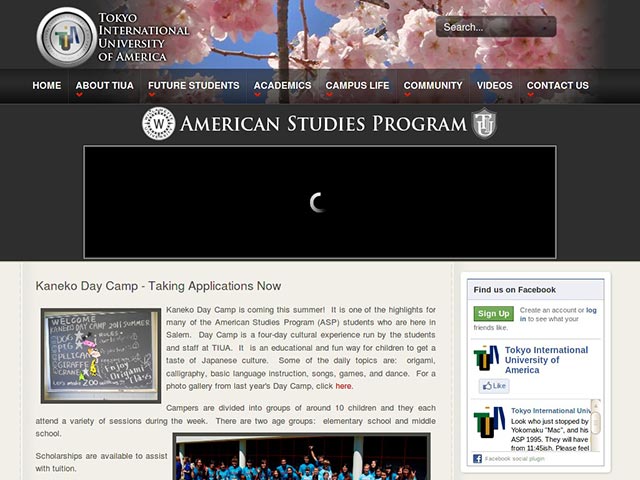 Tokyo
International
University
of America
Search...
HOME
ABOUT TIUA
FUTURE STUDENTS
ACADEMICS
CAMPUS LIFE
COMMUNITY
VIDEOS
CONTACT US
W American Studies Program TIU
Kaneko Day Camp - Taking Applications Now
WELCOME
KANEKO DAY CAMP 2011 SUMMER
Enjoy
Kaneko Day Camp is coming this summer! It is one of the highlights for
many of the American Studies Program (ASP) students who are here in
Salem. Day Camp is a four-day cultural experience run by the students
and staff at TIUA. It is an educational and fun way for children to get a
taste of Japanese culture. Some of the daily topics are: origami,
calligraphy, basic language instruction, songs, games, and dance. For a
photo gallery from last year's Day Camp, click here.
Campers are divided into groups of around 10 children and they each
attend a variety of sessions during the week. There are two age groups: elementary school and middle
school.
Scholarships are available to assist
with tuition.
Find us on Facebook
Sign Up
Create an account or log
in to see what your
friends like.
Tokyo International
University of
America
Like
Tokyo International Univ
Look who just stopped by
Yokomaku "Mac", and his
ASP 1995. They will have
from 11:45ish. Please feel
Facebook social plugin